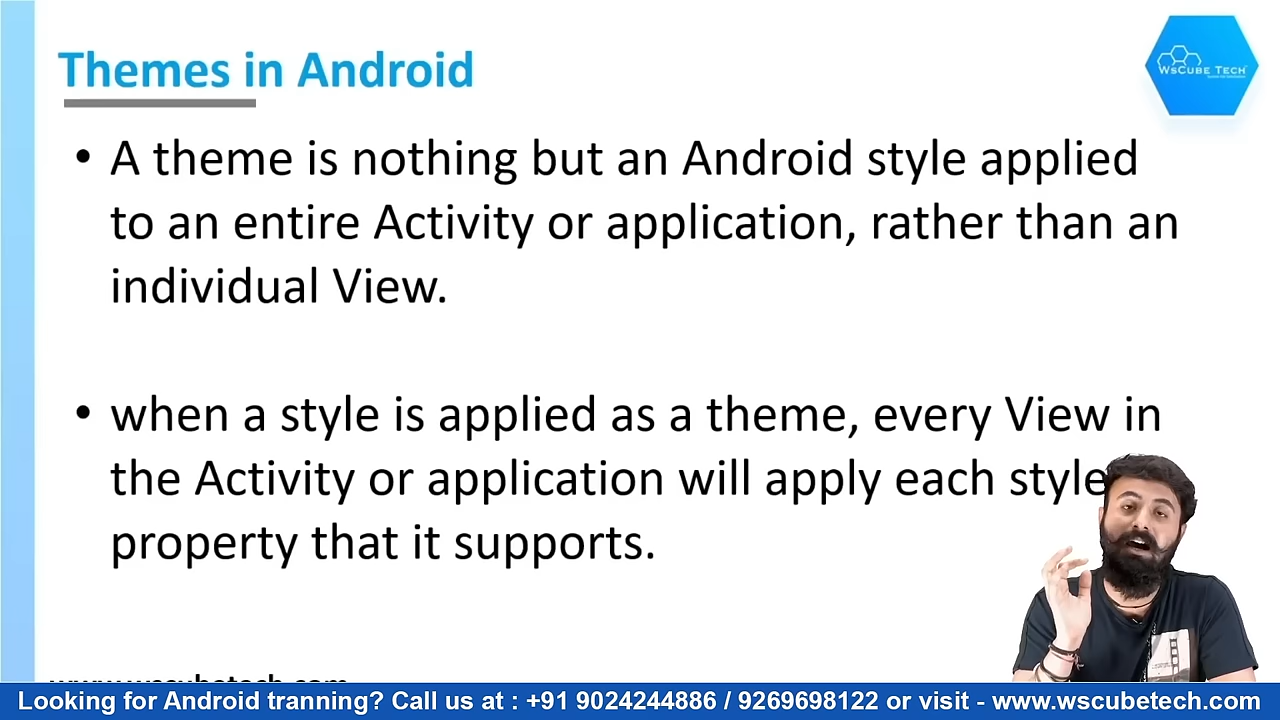 Themes in Android
WsCube Tech
• A theme is nothing but an Android style applied
to an entire Activity or application, rather than an
individual View.
• when a style is applied as a theme, every View in
the Activity or application will apply each style
property that it supports.
www.wscubetech.com
Looking for Android tranning? Call us at : +91 9024244886 / 9269698122 or visit - www.wscubetech.com